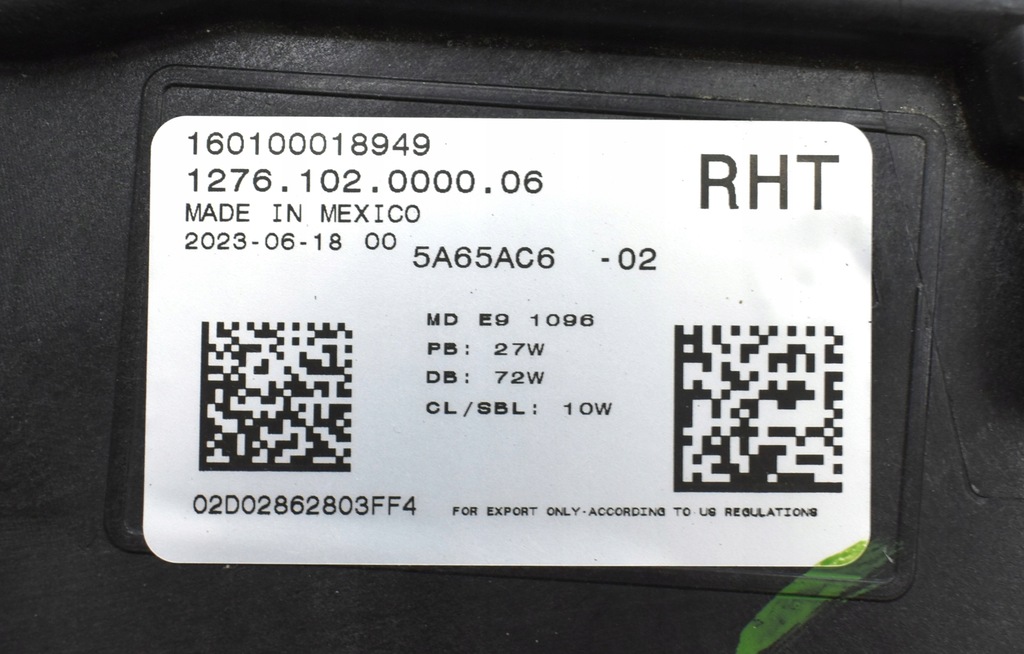 160100018949
1276.102.0000.06
RHT
MADE IN MEXICO
2023-06-18 00
5A65AC6 -02
MD E9 1096
PB: 27W
DB: 72W
CL/SBL: 10W
02D02862803FF4
FOR EXPORT ONLY-ACCORDING TO US REGULATIONS